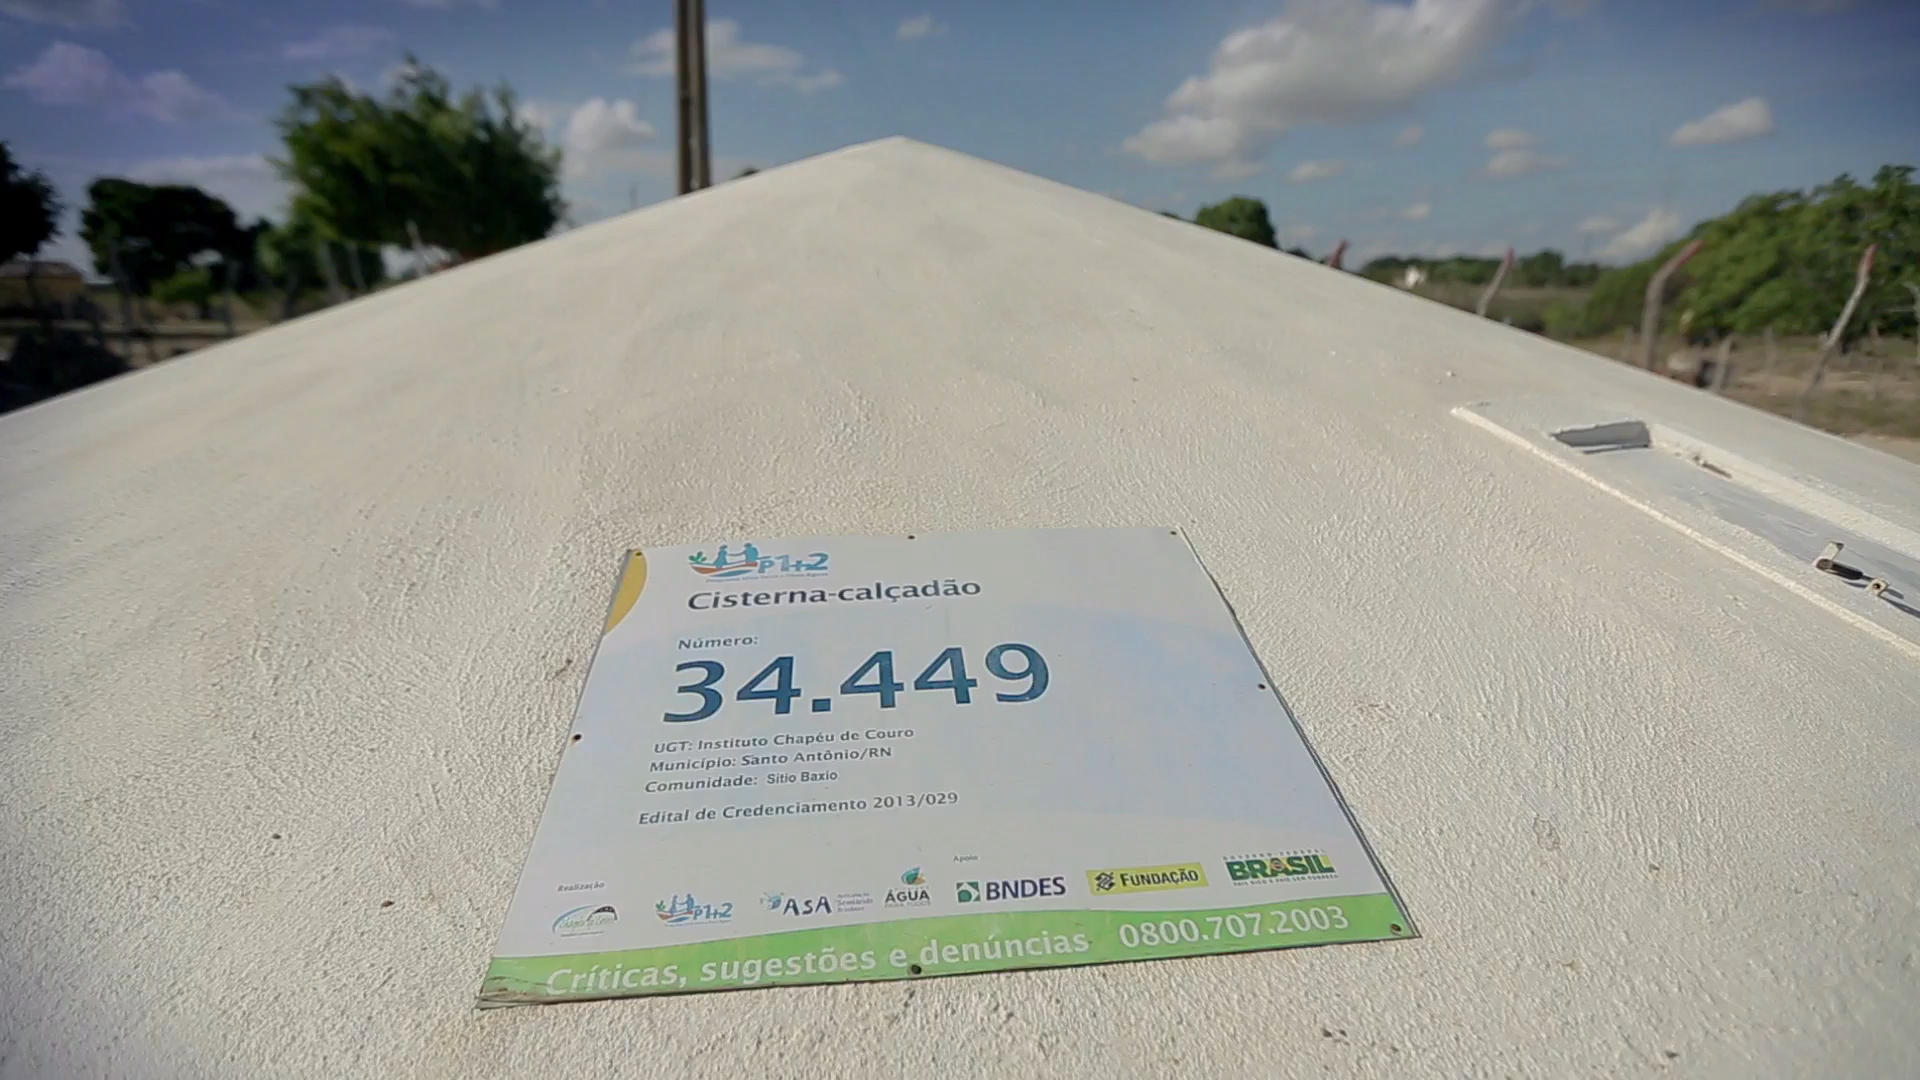 P1+2
Cisterna-calçadão
Número:
34.449
UGT: Instituto Chapéu de Couro
Município: Santo Antônio/RN
Comunidade: Sítio Baxio
Edital de Credenciamento 2013/029
Realização
Apoio
P1+2
ASA
ÁGUA
BNDES
FUNDAÇÃO
BRASIL
Críticas, sugestões e denúncias 0800.707.2003